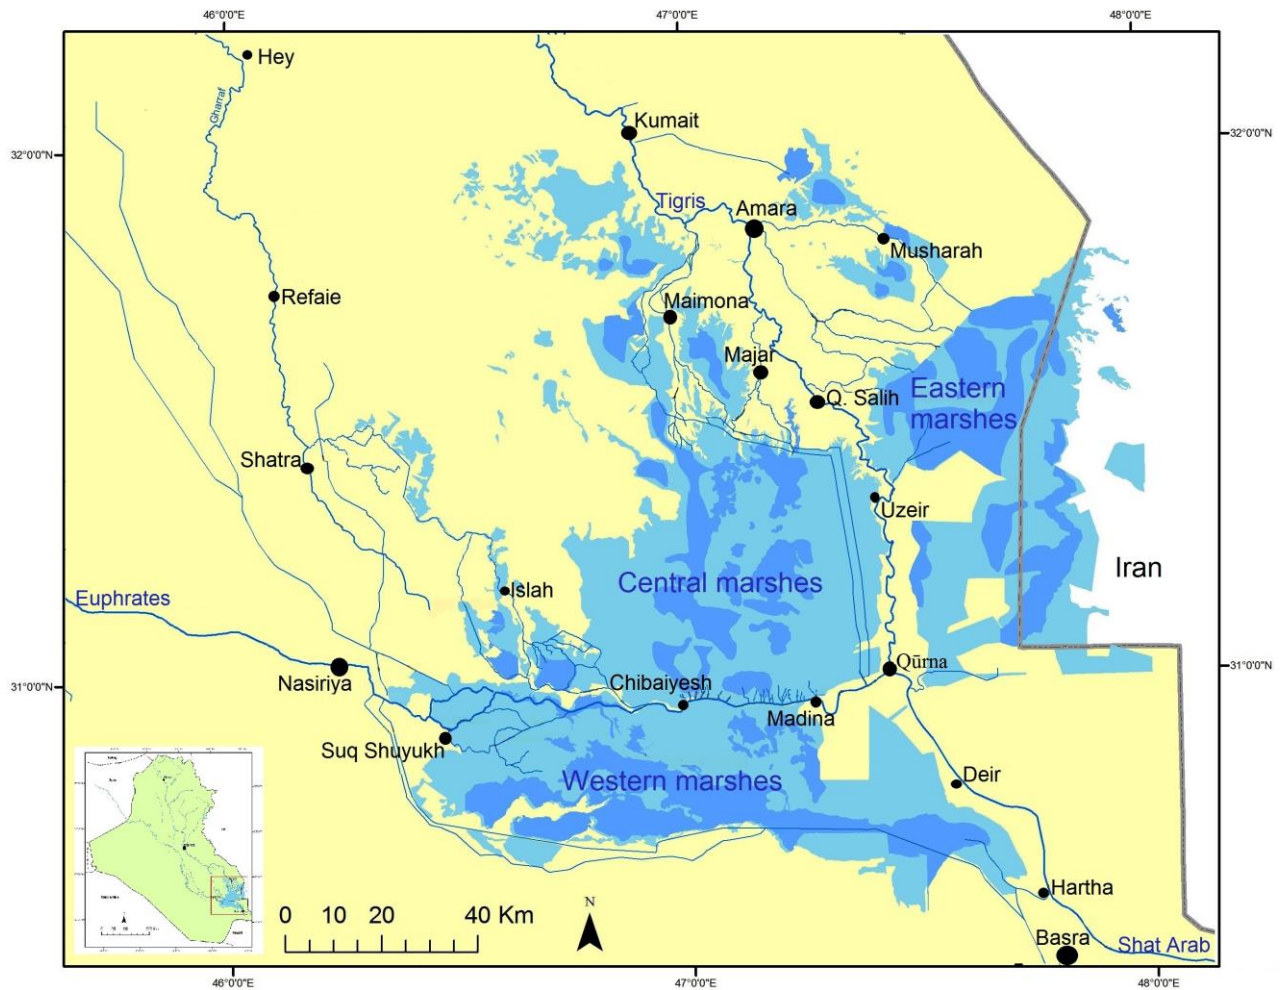 46°0'0"E
47°0'0"E
48°0'0"E
Hey
Gharraf
Kumait
32°0'0"N
32°0'0"N
Tigris
Amara
Musharah
Refaie
Maimona
Majar
Q. Salih
Eastern
marshes
Shatra
Uzeir
Iran
Central marshes
Islah
Euphrates
Qūrna
31°0'0"N
31°0'0"N
Nasiriya
Chibaiyesh
Madina
Suq Shuyukh
Western marshes
Deir
Hartha
N
0 10 20 40 Km
Basra
Shat Arab
46°0'0"E
47°0'0"E
48°0'0"E